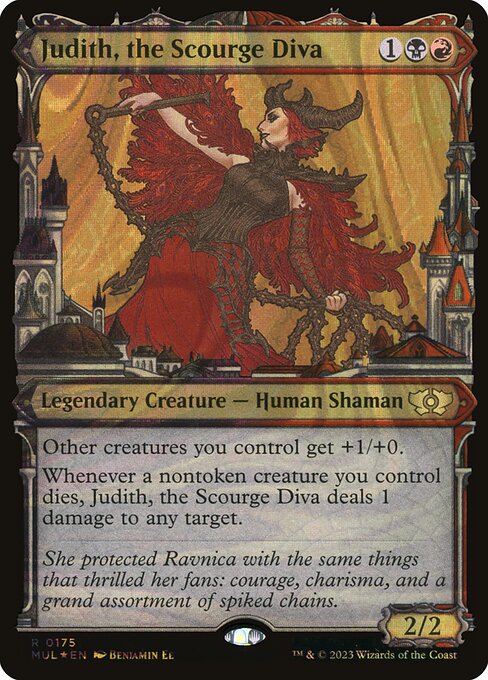 Judith, the Scourge Diva 1
Legendary Creature — Human Shaman
Other creatures you control get +1/+0.
Whenever a nontoken creature you control
dies, Judith, the Scourge Diva deals 1
damage to any target.
She protected Ravnica with the same things
that thrilled her fans: courage, charisma, and a
grand assortment of spiked chains.
2/2
R 0175
MUL★EN Benjamin Ee
™ & © 2023 Wizards of the Coast